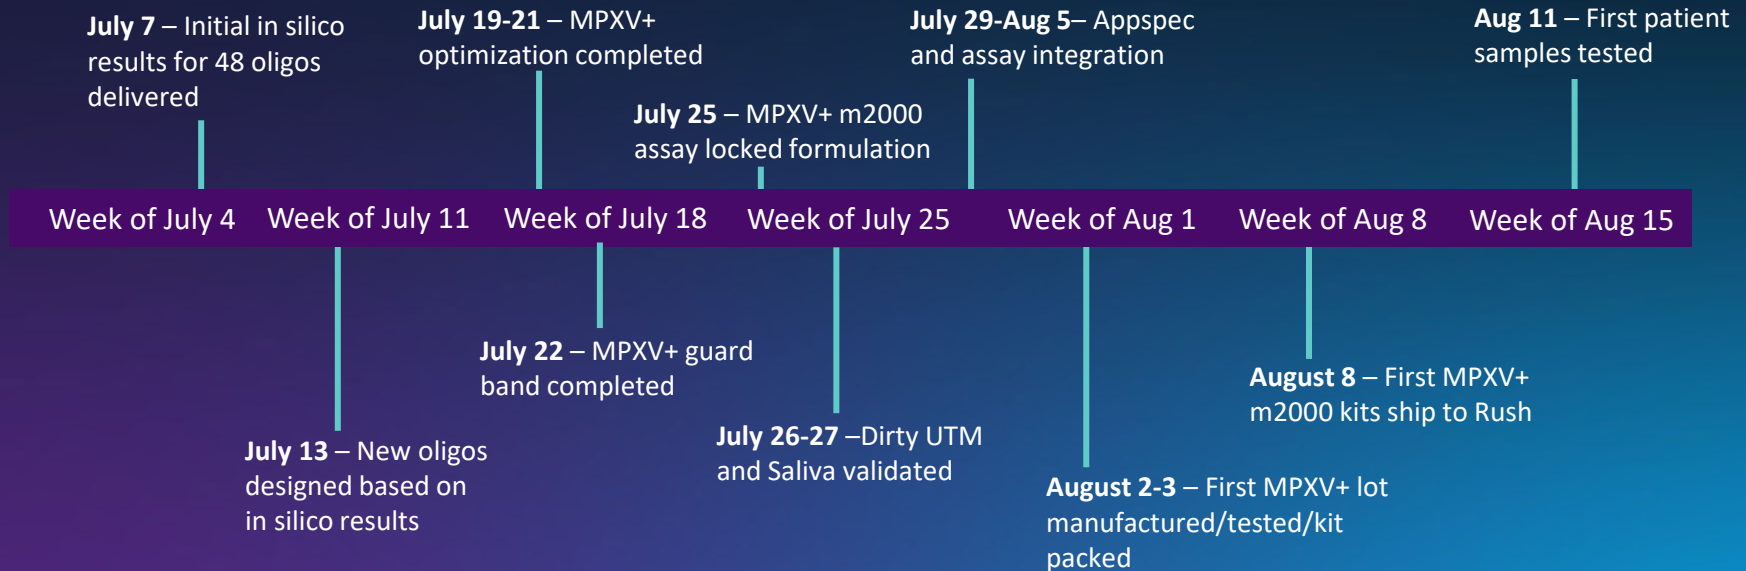 July 7 – Initial in silico
results for 48 oligos
delivered
July 19-21 – MPXV+
optimization completed
July 25 – MPXV+ m2000
assay locked formulation
July 29-Aug 5– Appspec
and assay integration
Aug 11 – First patient
samples tested
Week of July 4
Week of July 11
Week of July 18
Week of July 25
Week of Aug 1
Week of Aug 8
Week of Aug 15
July 13 – New oligos
designed based on
in silico results
July 22 – MPXV+ guard
band completed
July 26-27 –Dirty UTM
and Saliva validated
August 2-3 – First MPXV+ lot
manufactured/tested/kit
packed
August 8 – First MPXV+
m2000 kits ship to Rush